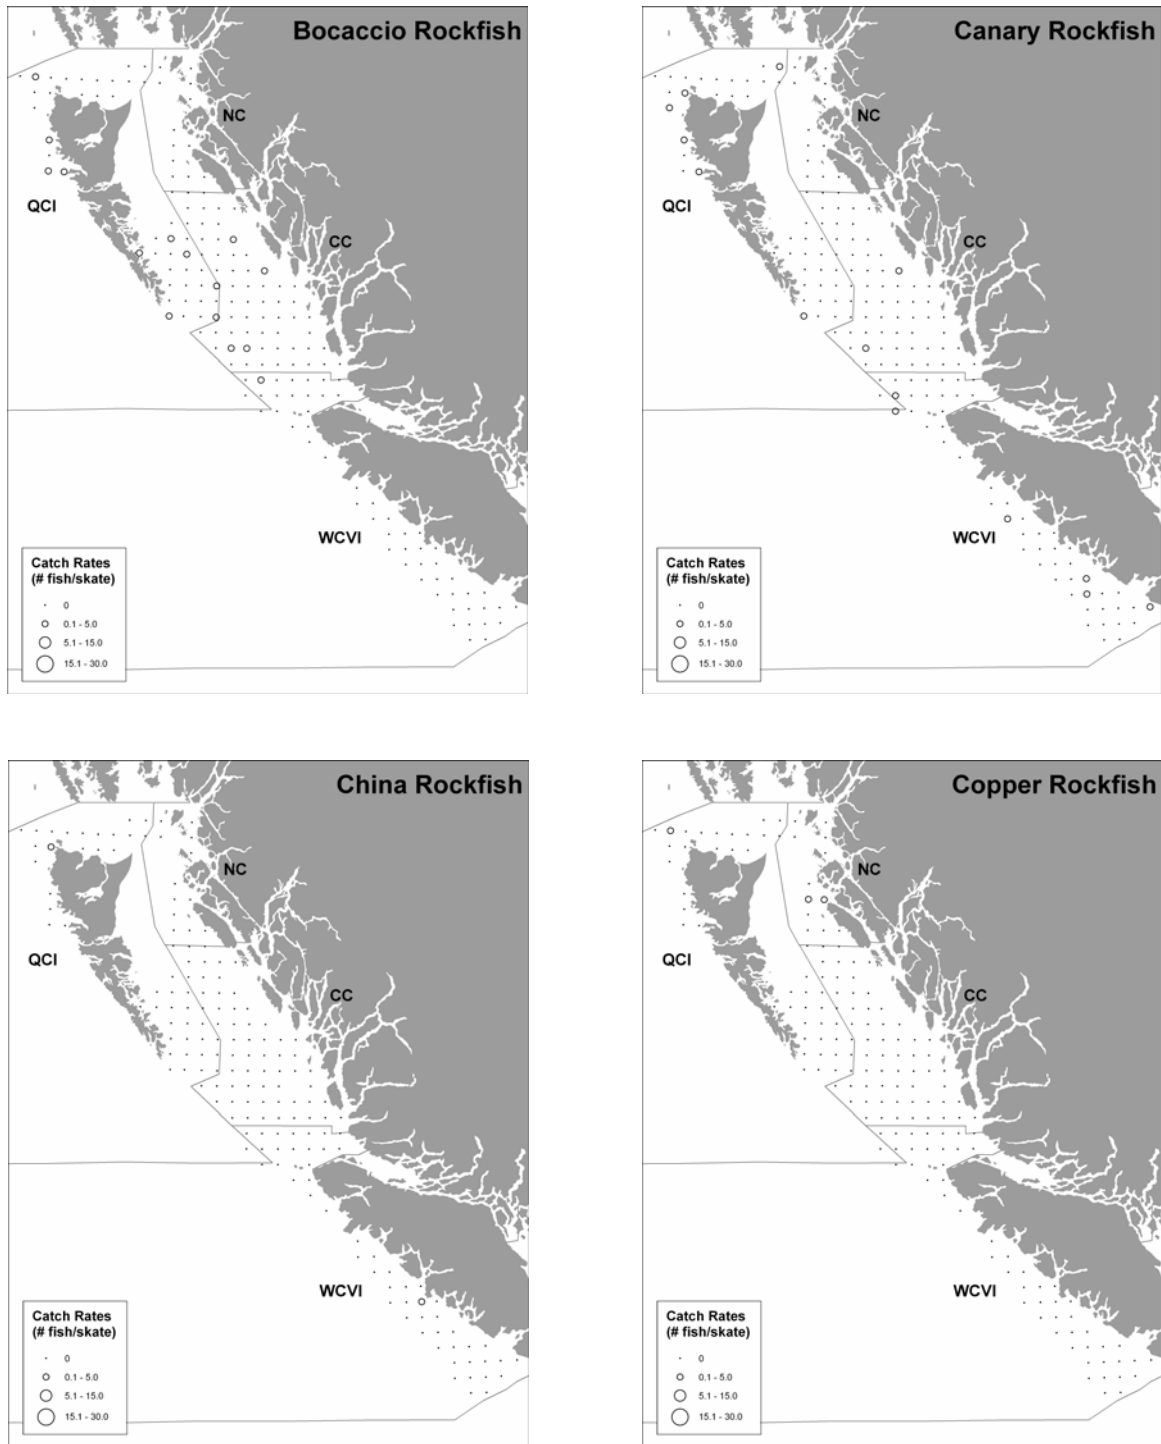 Bocaccio Rockfish
NC
QCI
CC
WCVI
Catch Rates
(# fish/skate)
0
0.1 - 5.0
5.1 - 15.0
15.1 - 30.0
Canary Rockfish
NC
QCI
CC
WCVI
Catch Rates
(# fish/skate)
0
0.1 - 5.0
5.1 - 15.0
15.1 - 30.0
China Rockfish
NC
QCI
CC
WCVI
Catch Rates
(# fish/skate)
0
0.1 - 5.0
5.1 - 15.0
15.1 - 30.0
Copper Rockfish
NC
QCI
CC
WCVI
Catch Rates
(# fish/skate)
0
0.1 - 5.0
5.1 - 15.0
15.1 - 30.0